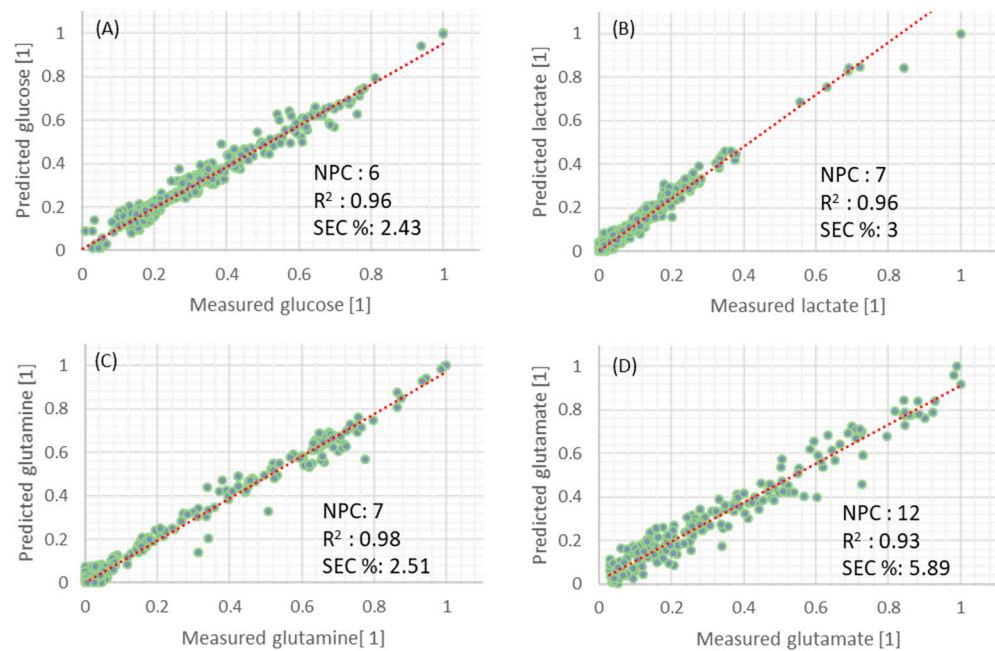 (A)
Predicted glucose [1]
1
0.8
0.6
0.4
0.2
0
NPC : 6
R² : 0.96
SEC %: 2.43
0 0.2 0.4 0.6 0.8 1
Measured glucose [1]
(B)
Predicted lactate [1]
1
0.8
0.6
0.4
0.2
0
NPC : 7
R² : 0.96
SEC %: 3
0 0.2 0.4 0.6 0.8 1
Measured lactate [1]
(C)
Predicted glutamine [1]
1
0.8
0.6
0.4
0.2
0
NPC: 7
R² : 0.98
SEC %: 2.51
0 0.2 0.4 0.6 0.8 1
Measured glutamine[ 1]
(D)
Predicted glutamate [1]
1
0.8
0.6
0.4
0.2
0
NPC : 12
R² : 0.93
SEC %: 5.89
0 0.2 0.4 0.6 0.8 1
Measured glutamate [1]